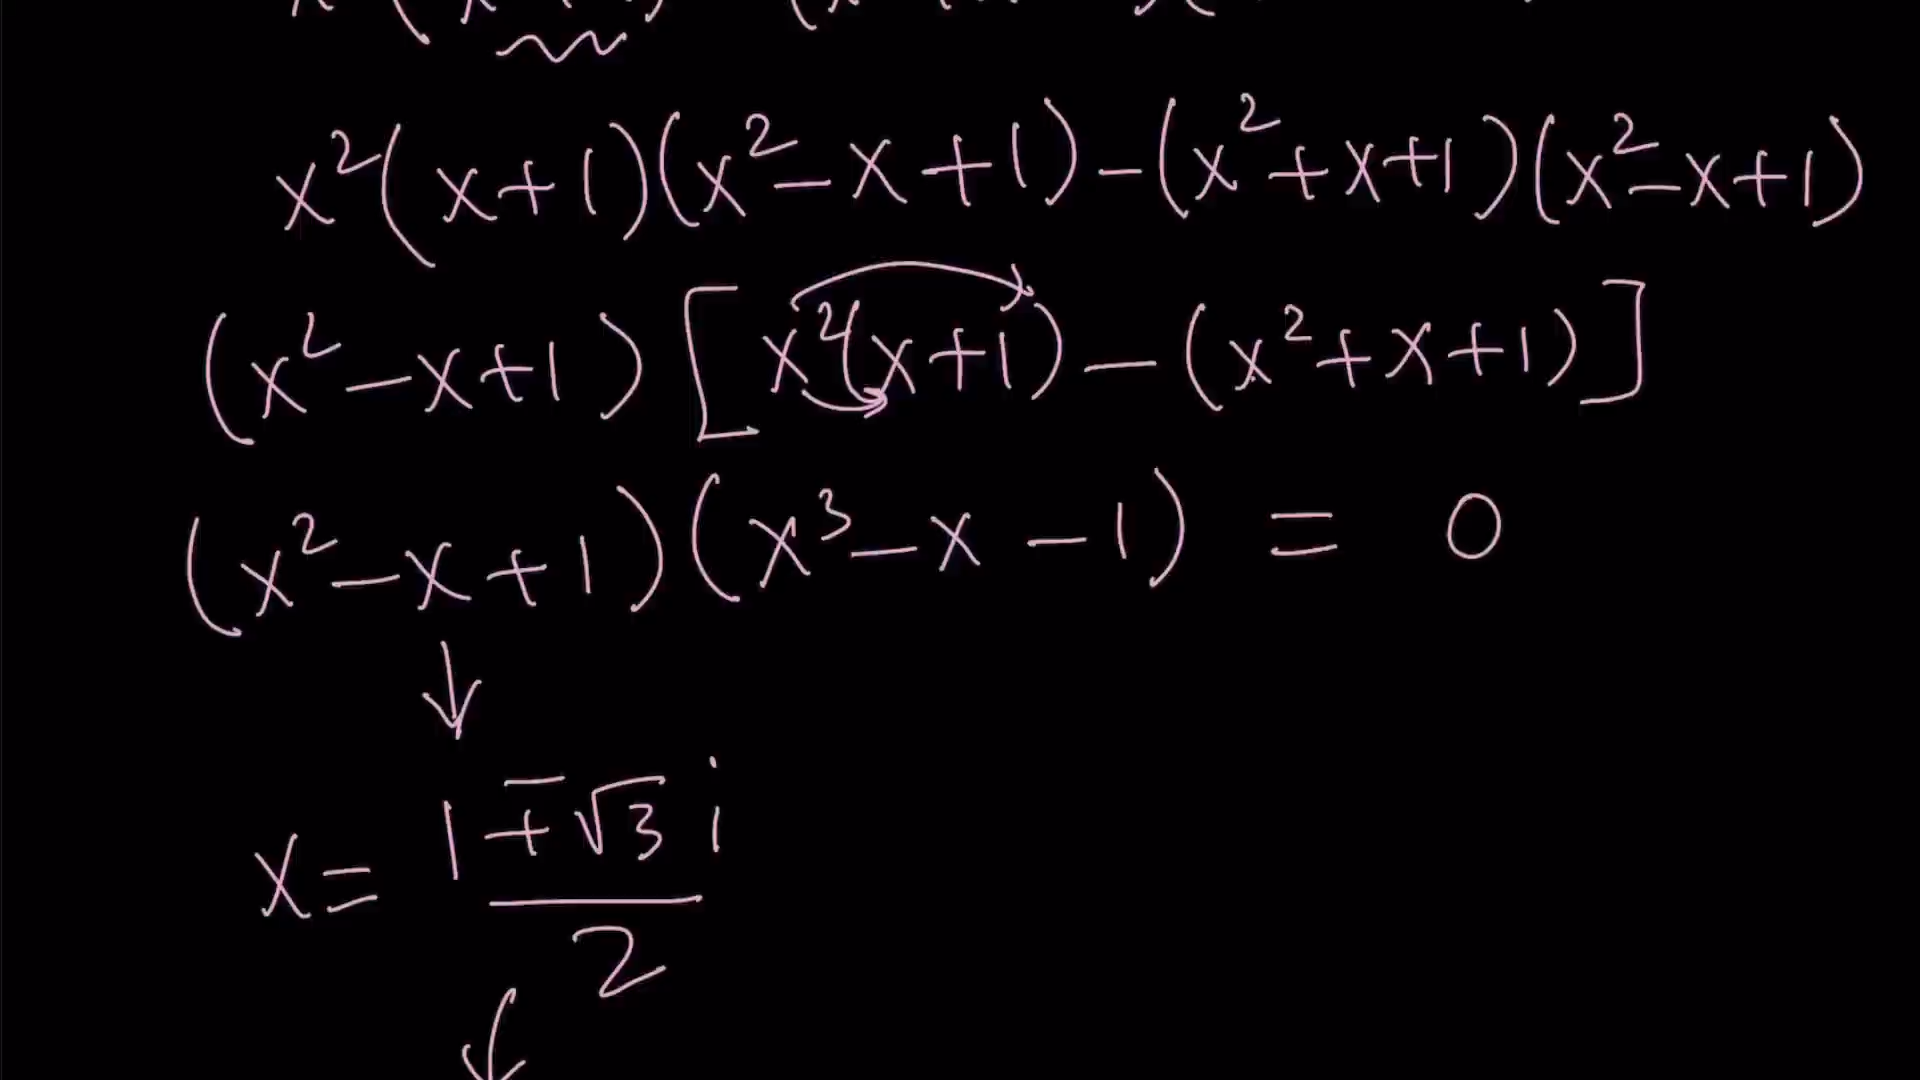 x²(x+1)(x²-x+1)-(x²+x+1)(x²-x+1)
(x²-x+1)[x²(x+1)-(x²+x+1)]
(x²-x+1)(x³-x-1) = 0
x= (1∓√3 i)/2